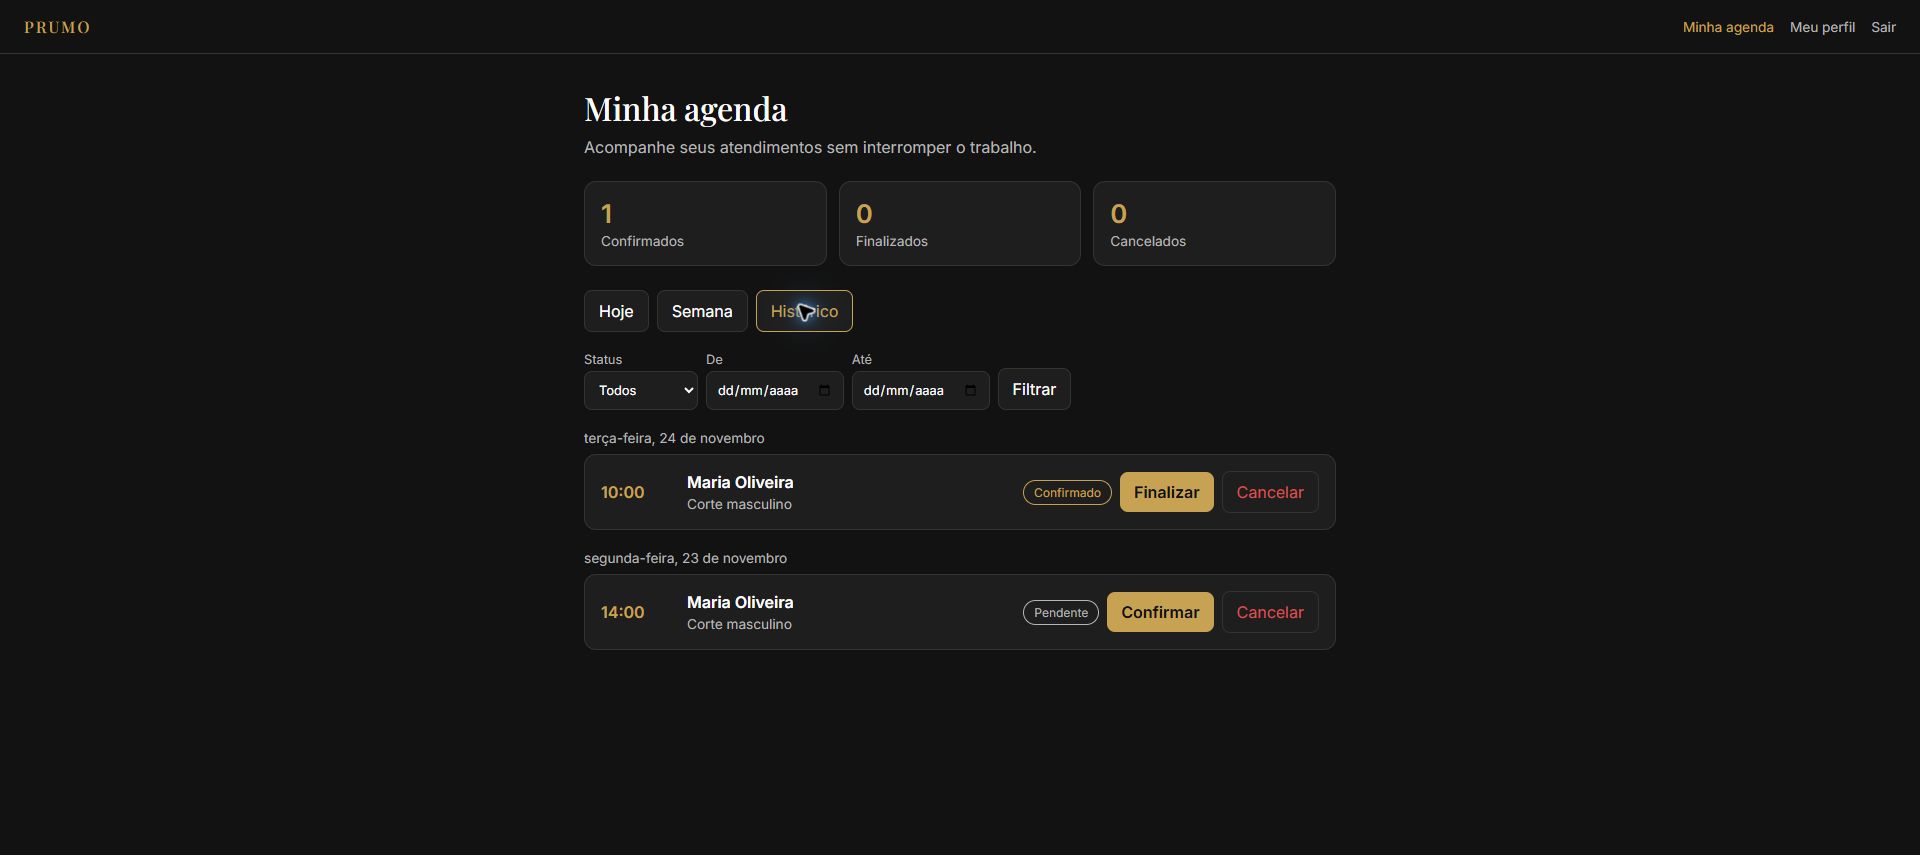 PRUMO
Minha agenda Meu perfil Sair
Minha agenda
Acompanhe seus atendimentos sem interromper o trabalho.
1
Confirmados
0
Finalizados
0
Cancelados
Hoje Semana
Status De Até
Todos dd/mm/aaaa dd/mm/aaaa Filtrar
terça-feira, 24 de novembro
10:00 Maria Oliveira Confirmado Finalizar Cancelar
Corte masculino
segunda-feira, 23 de novembro
14:00 Maria Oliveira Pendente Confirmar Cancelar
Corte masculino